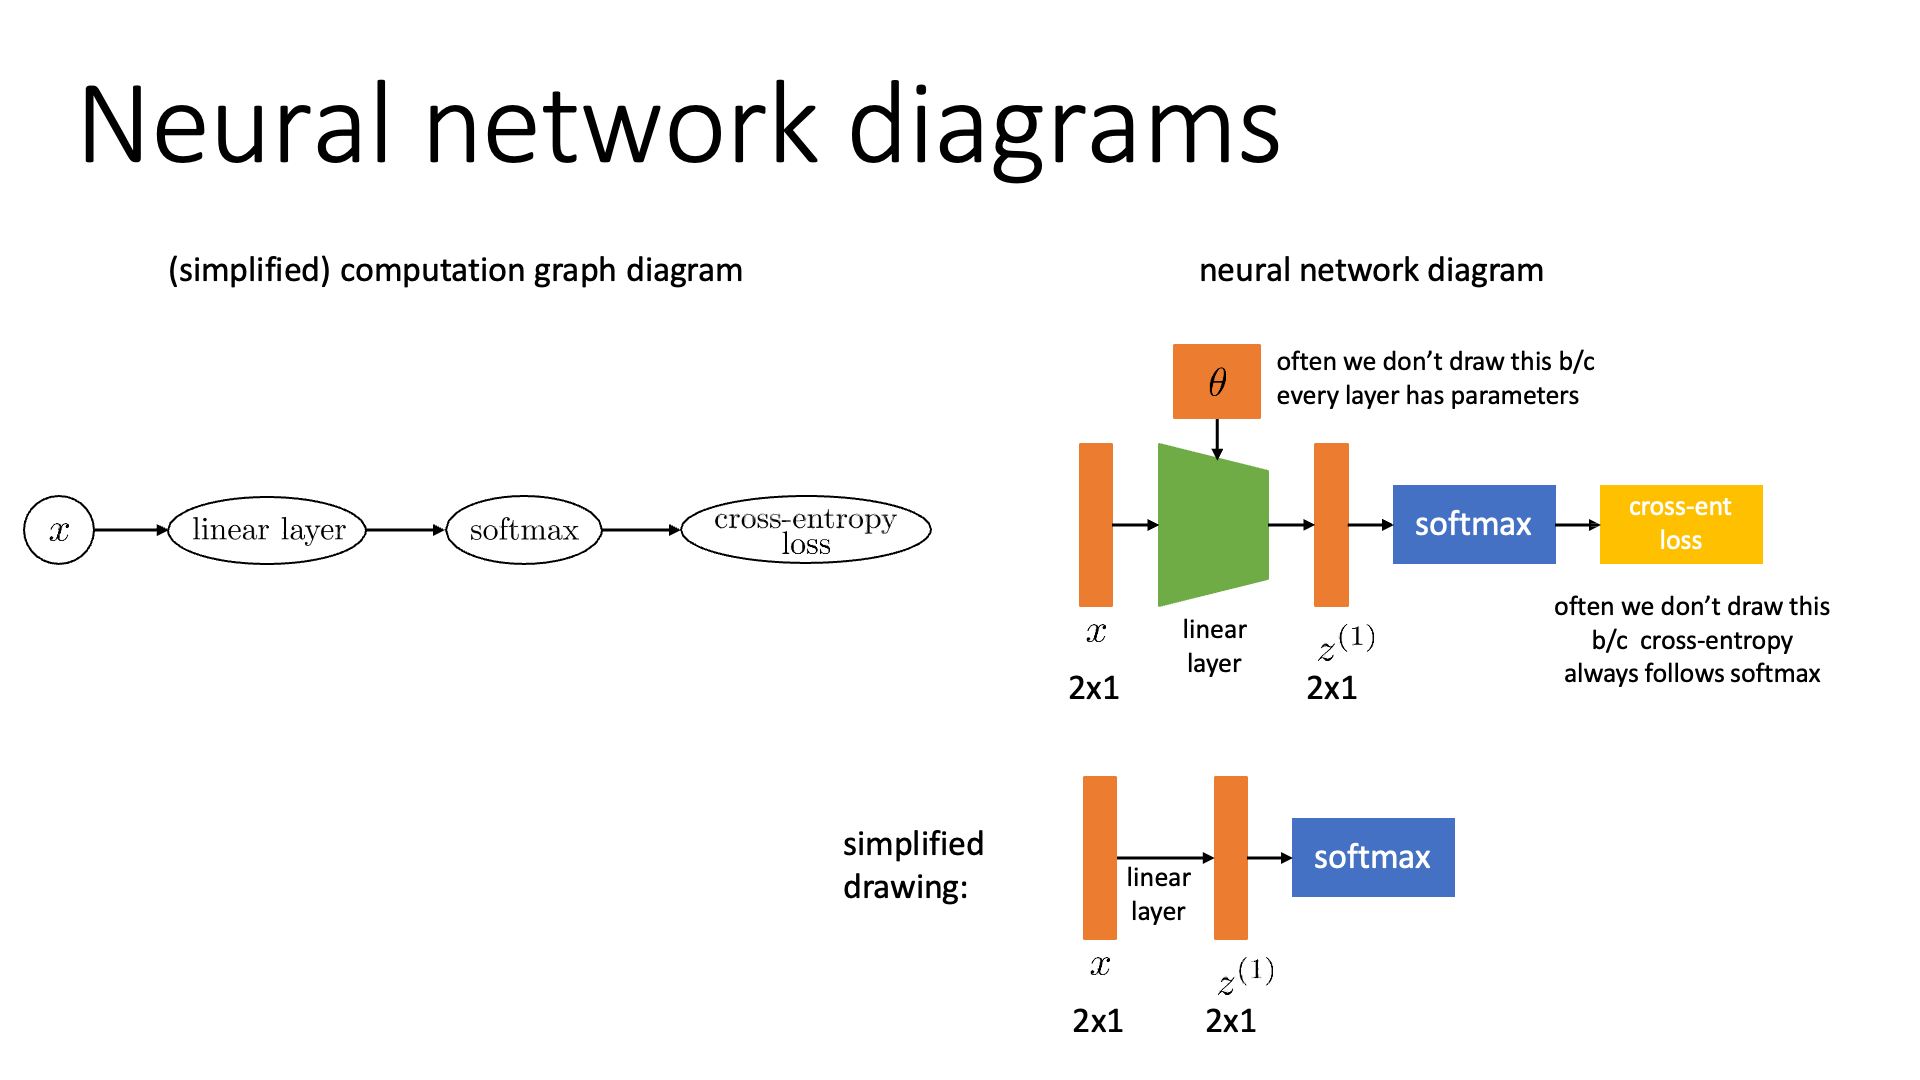 Neural network diagrams
(simplified) computation graph diagram
x
linear layer
softmax
cross-entropy
loss
neural network diagram
θ
often we don’t draw this b/c
every layer has parameters
softmax
cross-ent
loss
x
linear
layer
z⁽¹⁾
2x1
2x1
often we don’t draw this
b/c  cross-entropy
always follows softmax
simplified
drawing:
linear
layer
softmax
x
z⁽¹⁾
2x1
2x1